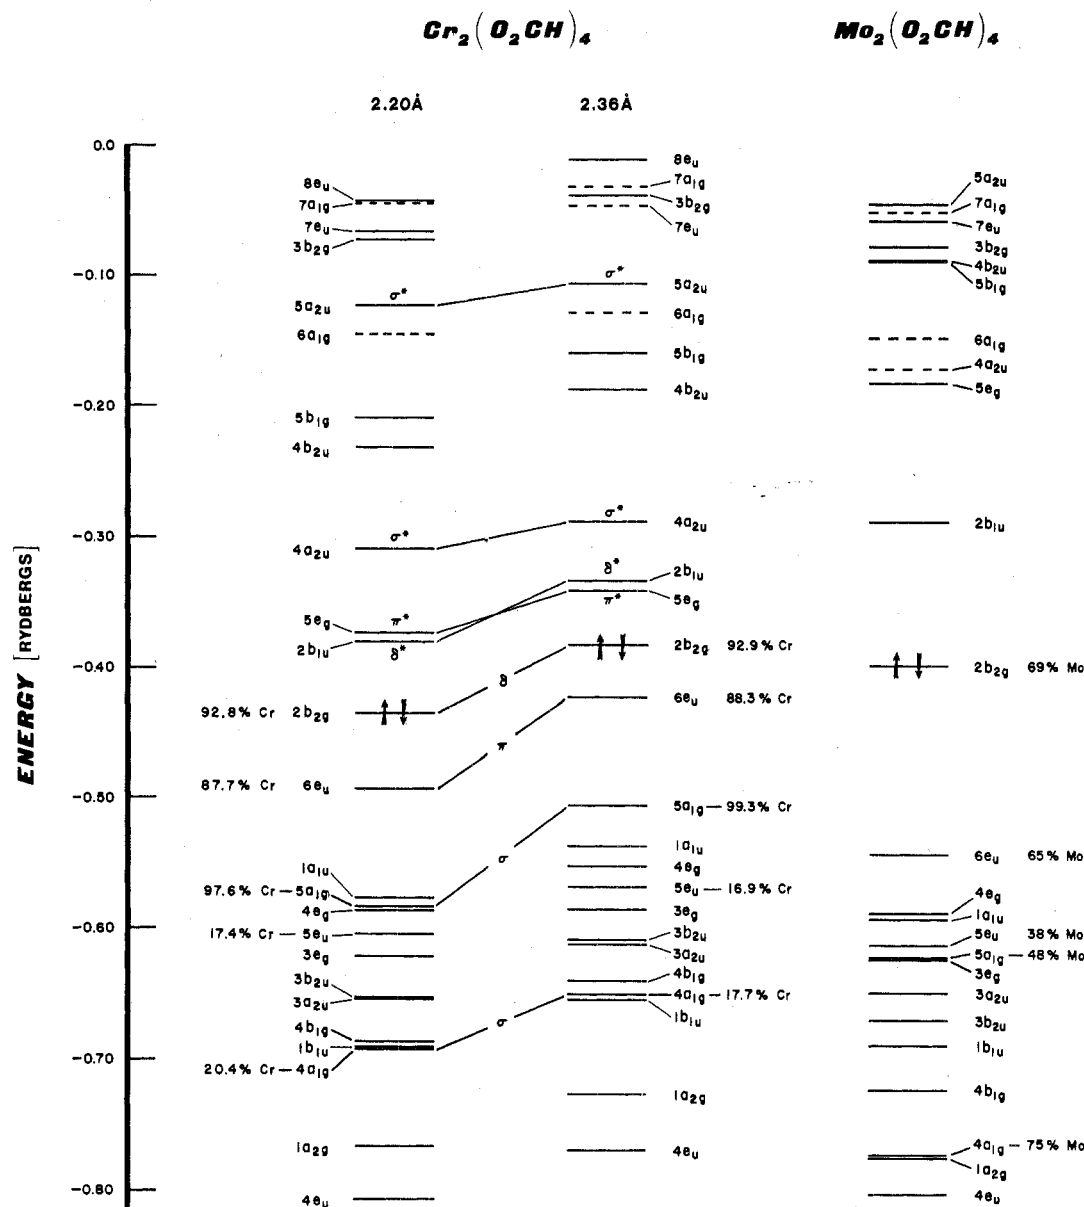 Cr₂(O₂CH)₄ Mo₂(O₂CH)₄
2.20Å 2.36Å
ENERGY [RYDBERGS]
0.0
-0.10
-0.20
-0.30
-0.40
-0.50
-0.60
-0.70
-0.80
8eᵤ
7a₁g
7eᵤ
3b₂g
σ*
5a₂ᵤ
6a₁g
5b₁g
4b₂ᵤ
σ*
4a₂ᵤ
5eg π*
2b₁ᵤ δ*
92.8% Cr 2b₂g
87.7% Cr 6eᵤ
1a₁ᵤ
97.6% Cr 5a₁g
4eg
17.4% Cr 5eᵤ
3eg
3b₂ᵤ
3a₂ᵤ
4b₁g
1b₁ᵤ
20.4% Cr 4a₁g
1a₂g
4eᵤ
δ
π
σ
σ
8eᵤ
7a₁g
3b₂g
7eᵤ
σ*
5a₂ᵤ
6a₁g
5b₁g
4b₂ᵤ
σ*
4a₂ᵤ
δ* 2b₁ᵤ
π* 5eg
2b₂g 92.9% Cr
6eᵤ 88.3% Cr
5a₁g 99.3% Cr
1a₁ᵤ
4eg
5eᵤ 16.9% Cr
3eg
3b₂ᵤ
3a₂ᵤ
4b₁g
4a₁g 17.7% Cr
1b₁ᵤ
1a₂g
4eᵤ
5a₂ᵤ
7a₁g
7eᵤ
3b₂g
4b₂ᵤ
5b₁g
6a₁g
4a₂ᵤ
5eg
2b₁ᵤ
2b₂g 69% Mo
6eᵤ 65% Mo
4eg
1a₁ᵤ
5eᵤ 38% Mo
5a₁g 48% Mo
3eg
3a₂ᵤ
3b₂ᵤ
1b₁ᵤ
4b₁g
4a₁g 75% Mo
1a₂g
4eᵤ